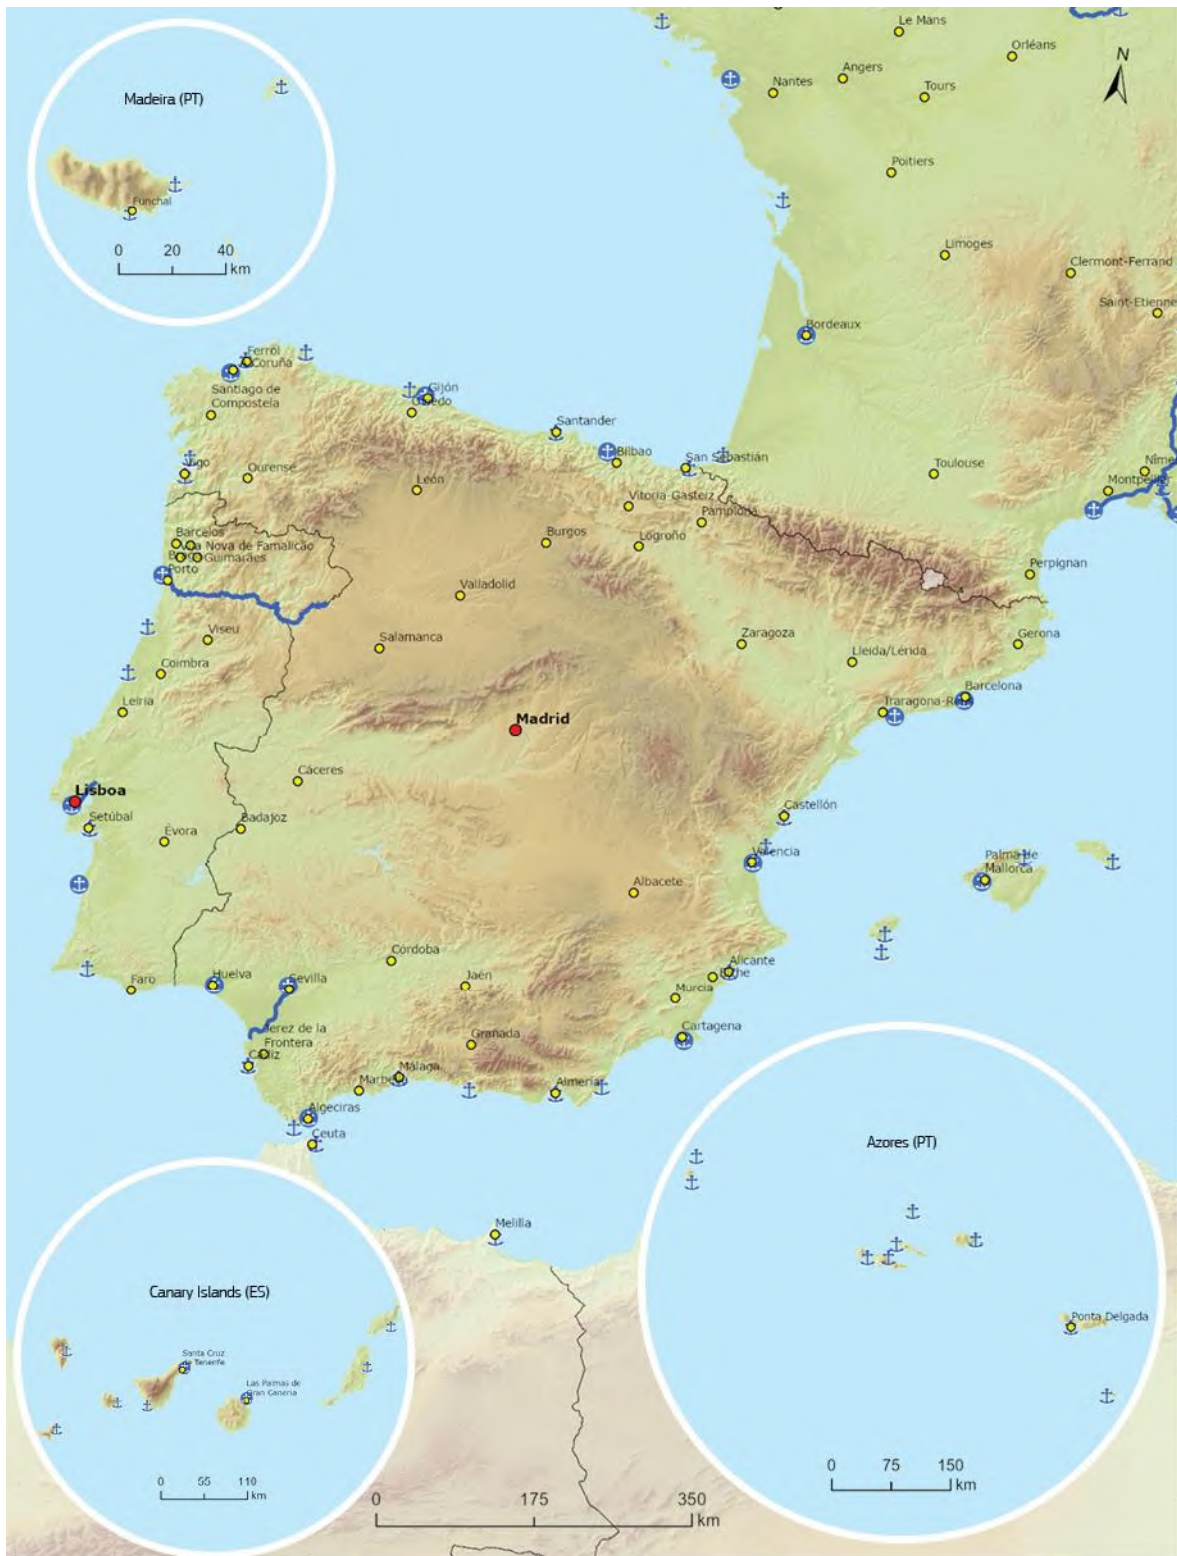 Le Mans
Orléans
Angers
Nantes
Tours
N
Poitiers
Limoges
Clermont-Ferrand
Saint-Etienne
Bordeaux
Madeira (PT)
Funchal
0 20 40
km
Ferrol
Coruña
Santiago de
Compostela
Gijón
Oviedo
Santander
Bilbao
San Sebastián
Toulouse
Nîme
Montpellier
Vigo
Ourense
León
Vitoria-Gasteiz
Pamplona
Burgos
Logroño
Barcelos
Nova de Famalicão
Guimarães
Porto
Perpignan
Valladolid
Viseu
Salamanca
Zaragoza
Gerona
Coimbra
Lleida/Lérida
Leiria
Barcelona
Madrid
Cáceres
Lisboa
Setúbal
Évora
Badajoz
Castellón
Valencia
Palma de
Mallorca
Albacete
Córdoba
Alicante
Elche
Faro
Huelva
Sevilla
Jaén
Murcia
Jerez de la
Frontera
Granada
Cartagena
Cádiz
Málaga
Marbella
Almería
Algeciras
Ceuta
Melilla
Azores (PT)
Ponta Delgada
0 75 150
km
Canary Islands (ES)
Santa Cruz
de Tenerife
Las Palmas de
Gran Canaria
0 55 110
km
0 175 350
km